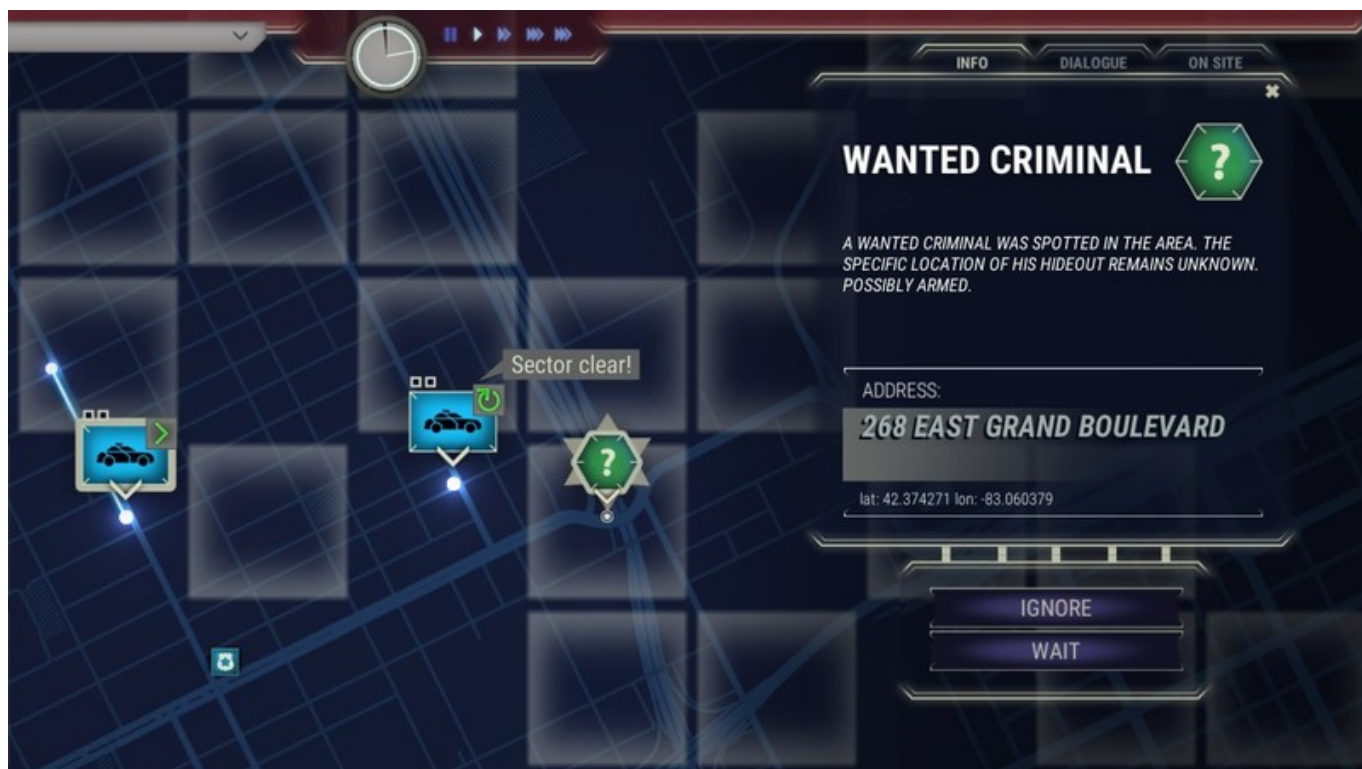 INFO DIALOGUE ON SITE
WANTED CRIMINAL
?
A WANTED CRIMINAL WAS SPOTTED IN THE AREA. THE
SPECIFIC LOCATION OF HIS HIDEOUT REMAINS UNKNOWN.
POSSIBLY ARMED.
Sector clear!
?
ADDRESS:
268 EAST GRAND BOULEVARD
lat: 42.374271 lon: -83.060379
IGNORE
WAIT